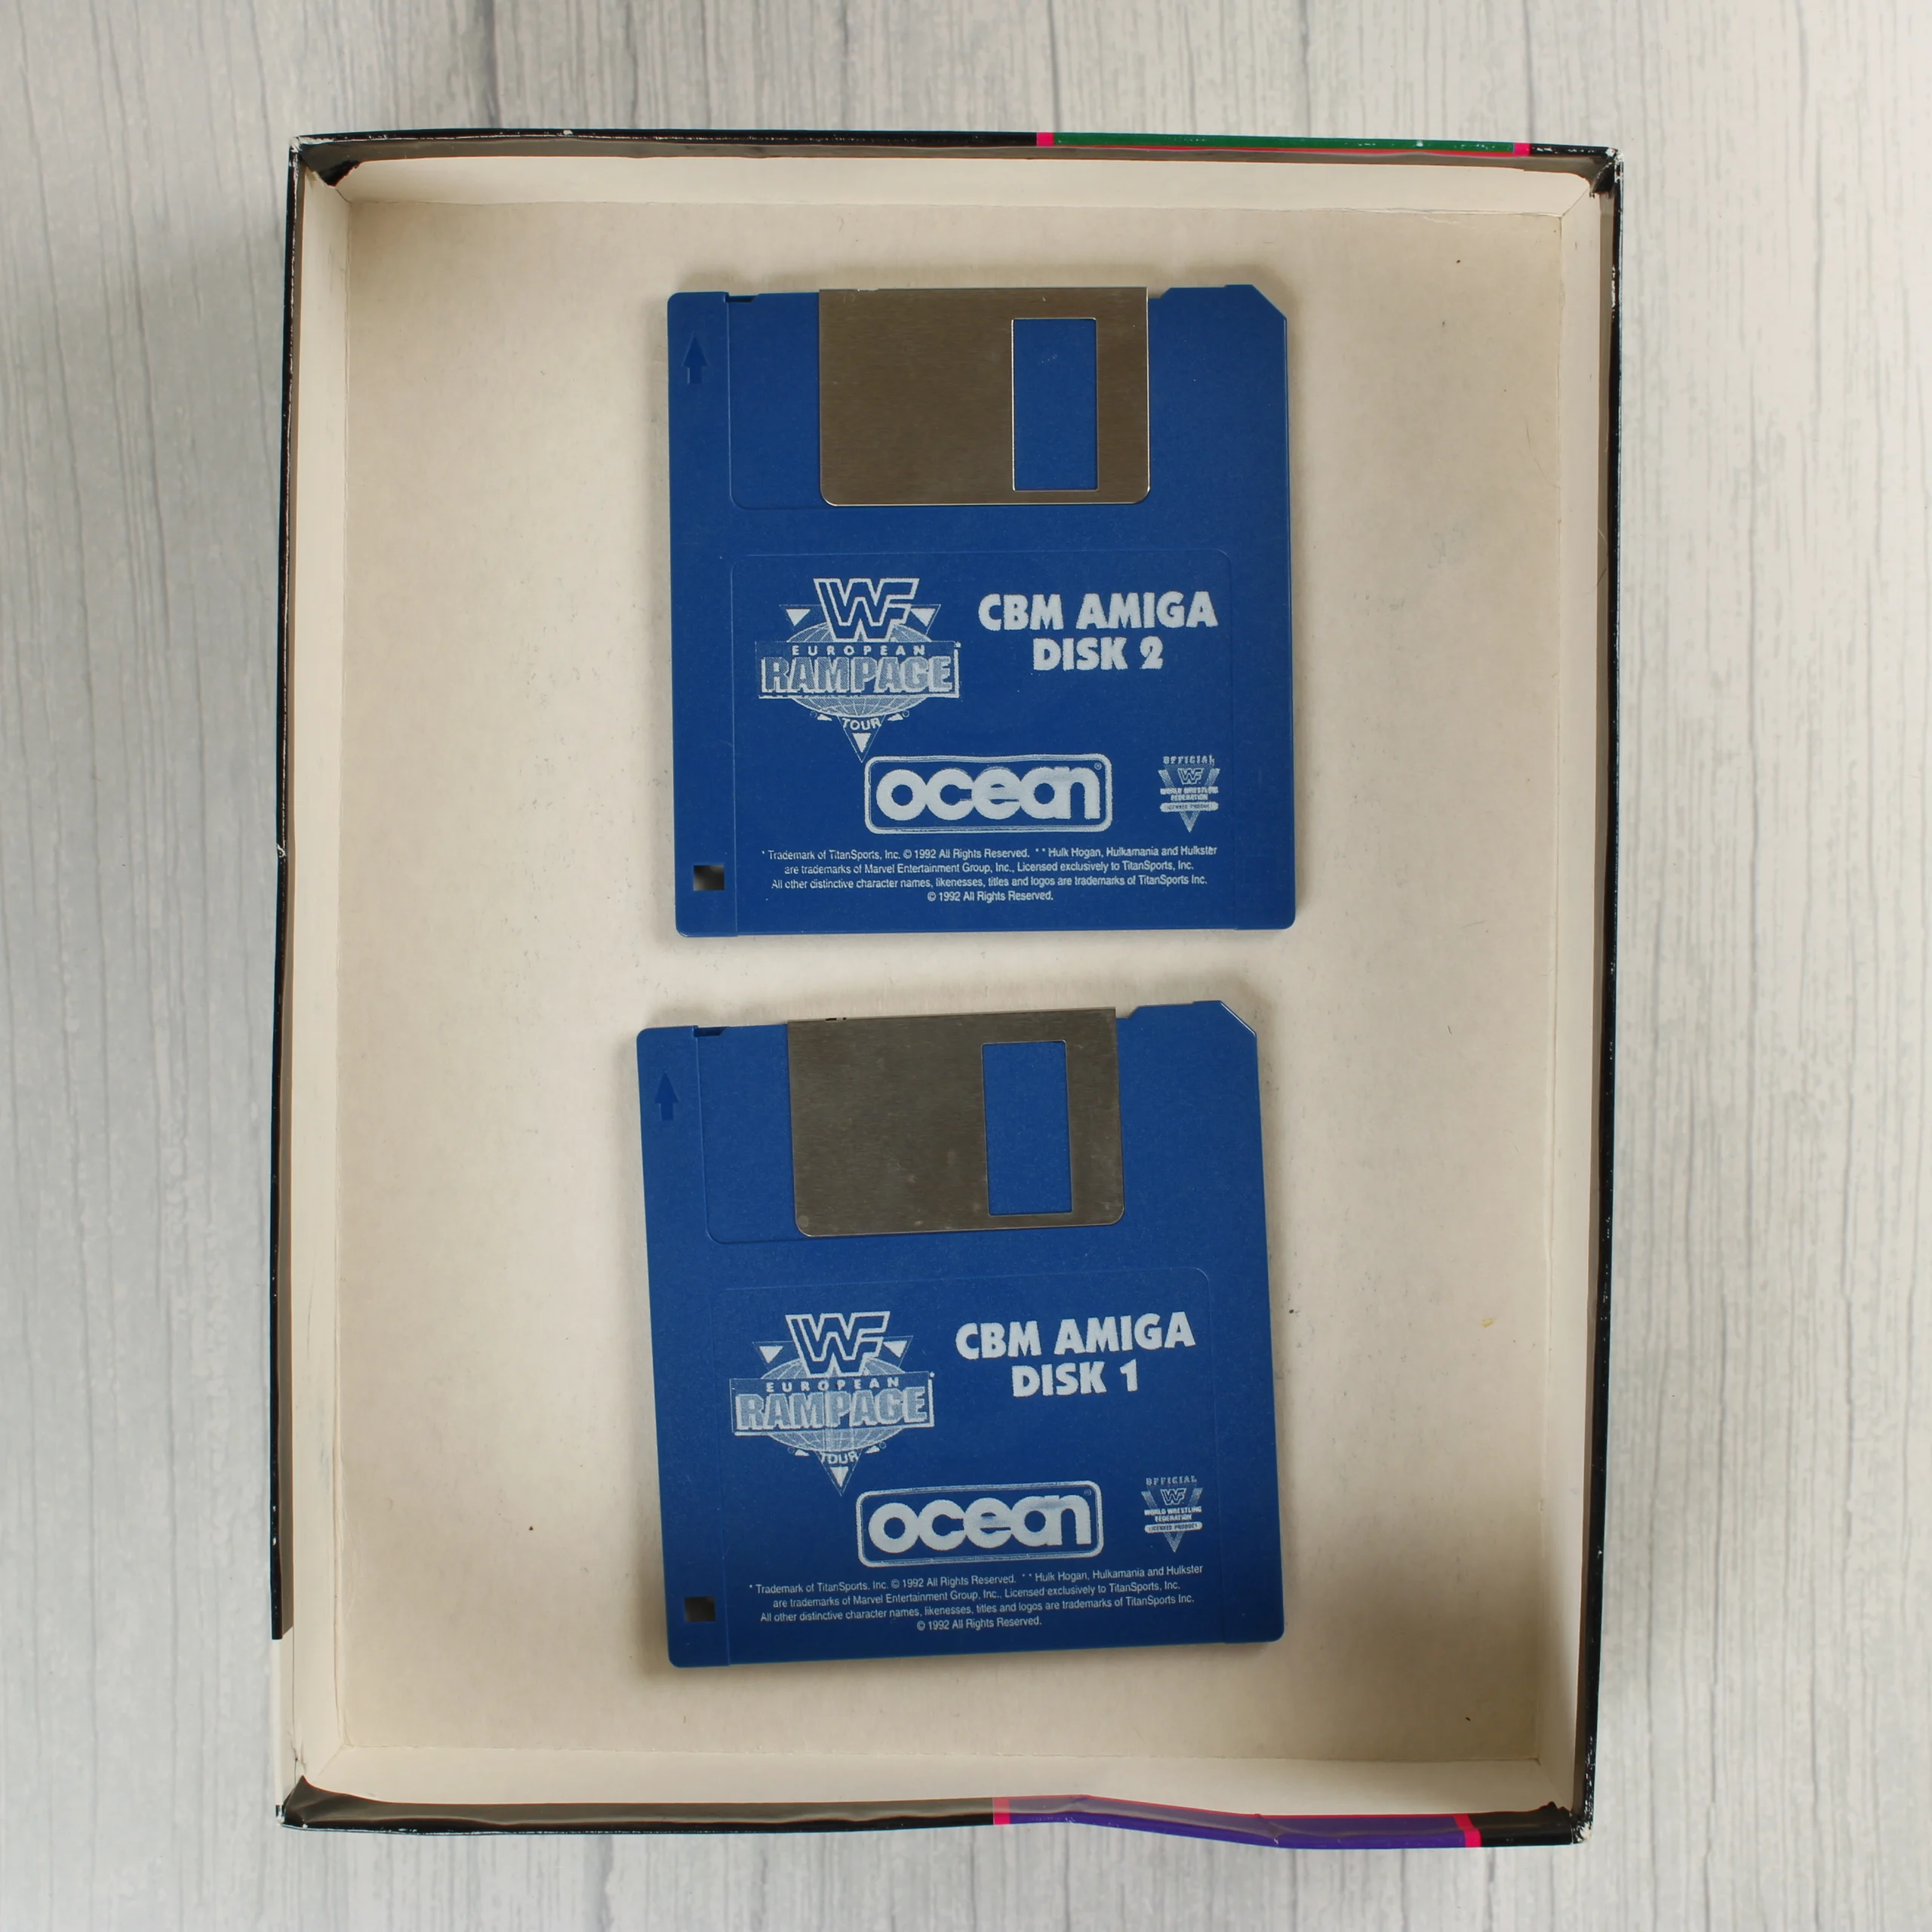 WF
EUROPEAN
RAMPAGE
TOUR
CBM AMIGA
DISK 2
ocean®
OFFICIAL
WF
WORLD WRESTLING
FEDERATION
LICENSED PRODUCT
* Trademark of TitanSports, Inc. © 1992 All Rights Reserved. * * Hulk Hogan, Hulkamania and Hulkster
are trademarks of Marvel Entertainment Group, Inc., Licensed exclusively to TitanSports, Inc.
All other distinctive character names, likenesses, titles and logos are trademarks of TitanSports Inc.
© 1992 All Rights Reserved.
WF
EUROPEAN
RAMPAGE
TOUR
CBM AMIGA
DISK 1
ocean®
OFFICIAL
WF
WORLD WRESTLING
FEDERATION
LICENSED PRODUCT
* Trademark of TitanSports, Inc. © 1992 All Rights Reserved. * * Hulk Hogan, Hulkamania and Hulkster
are trademarks of Marvel Entertainment Group, Inc., Licensed exclusively to TitanSports, Inc.
All other distinctive character names, likenesses, titles and logos are trademarks of TitanSports Inc.
© 1992 All Rights Reserved.